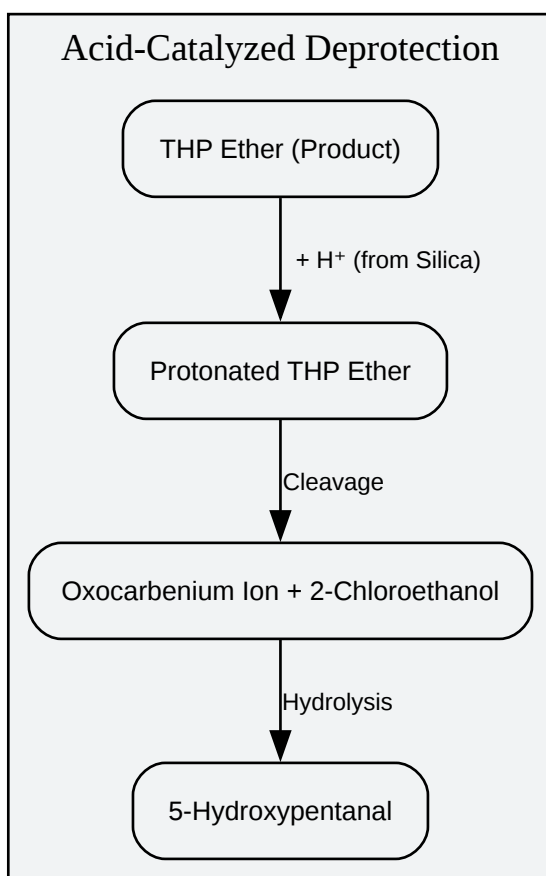 Acid-Catalyzed Deprotection
THP Ether (Product)
+ H⁺ (from Silica)
Protonated THP Ether
Cleavage
Oxocarbenium Ion + 2-Chloroethanol
Hydrolysis
5-Hydroxypentanal